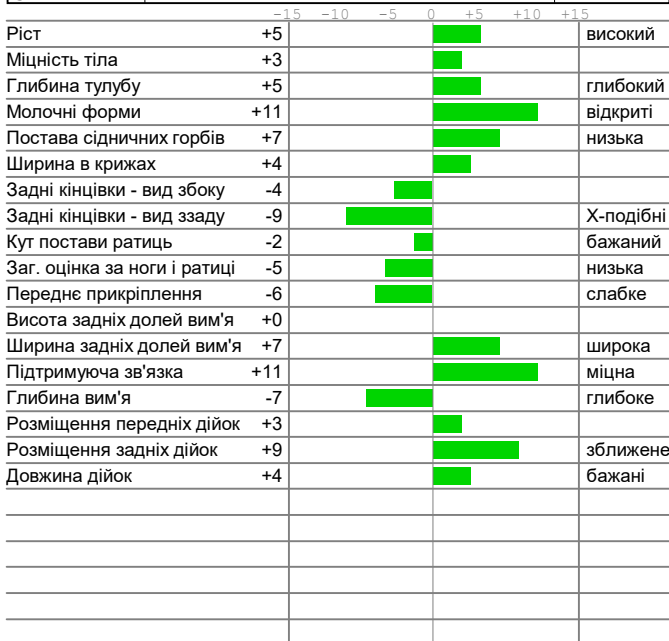 -15 -10 -5 0 +5 +10 +15
Ріст +5 високий
Міцність тіла +3
Глибина тулубу +5 глибокий
Молочні форми +11 відкриті
Постава сідничних горбів +7 низька
Ширина в крижах +4
Задні кінцівки - вид збоку -4
Задні кінцівки - вид ззаду -9 Х-подібні
Кут постави ратиць -2 бажаний
Заг. оцінка за ноги і ратиці -5 низька
Переднє прикріплення -6 слабке
Висота задніх долей вим'я +0
Ширина задніх долей вим'я +7 широка
Підтримуюча зв'язка +11 міцна
Глибина вим'я -7 глибоке
Розміщення передніх дійок +3
Розміщення задніх дійок +9 зближене
Довжина дійок +4 бажані